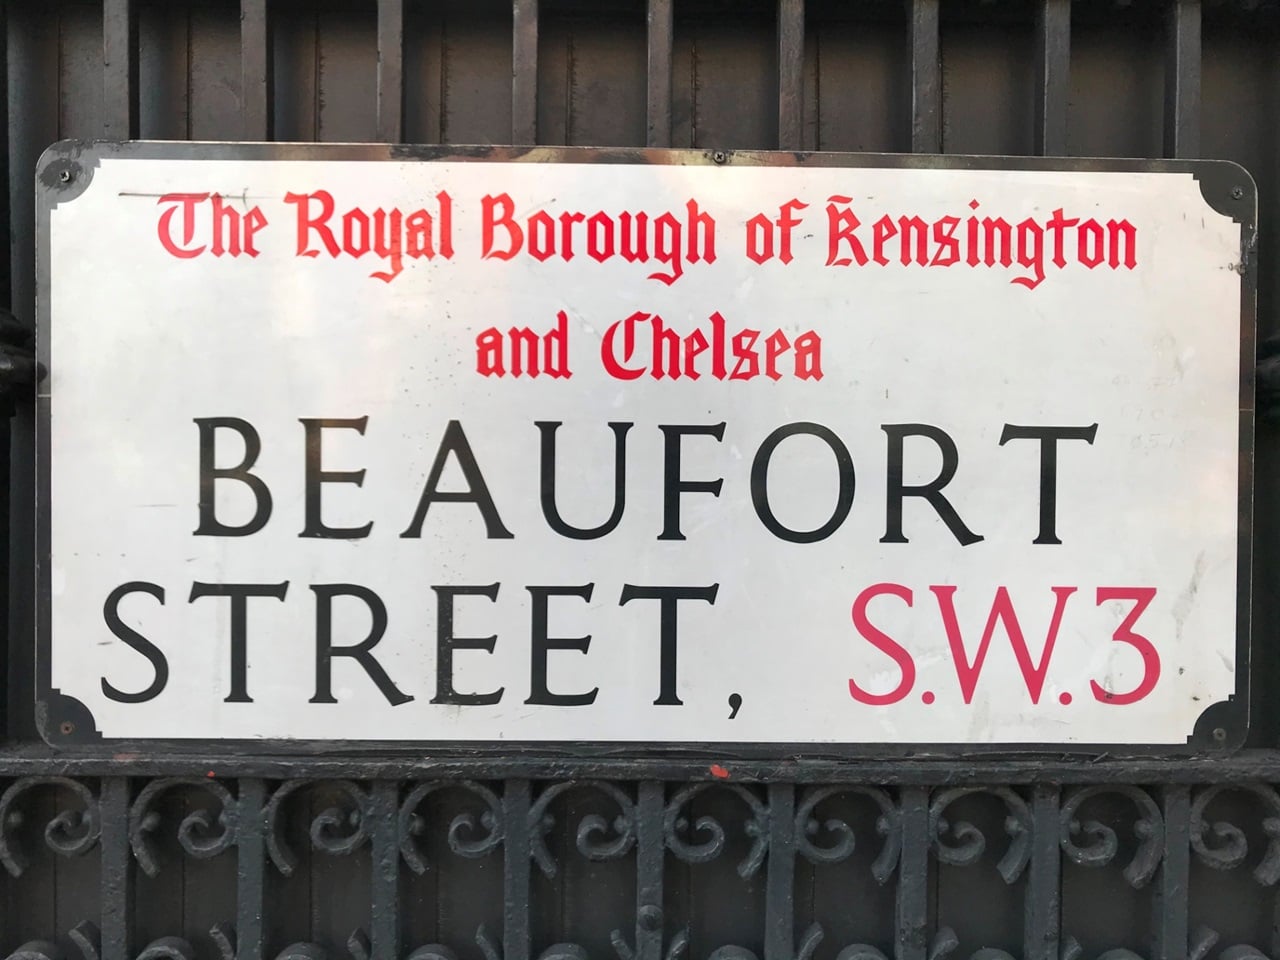 The Royal Borough of Kensington
and Chelsea
BEAUFORT
STREET, S.W.3